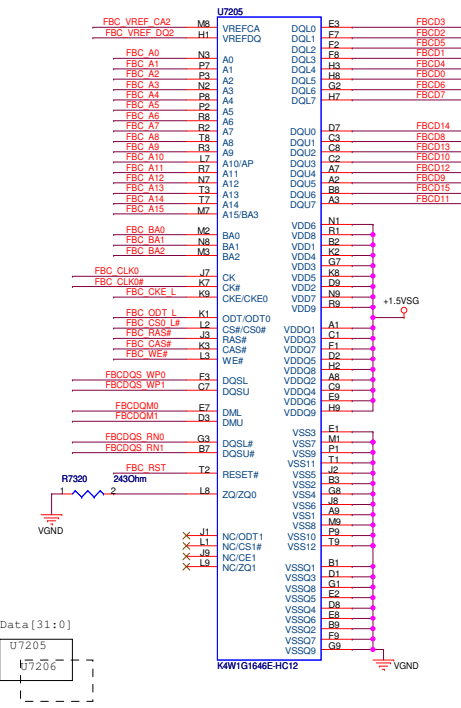 U7205
FBC_VREF_CA2 M8 VREFCA DQL0 E3 FBCD3
FBC_VREF_DQ2 H1 VREFDQ DQL1 F7 FBCD2
DQL2 F2 FBCD5
FBC_A0 N3 A0 DQL3 F8 FBCD1
FBC_A1 P7 A1 DQL4 H3 FBCD4
FBC_A2 P3 A2 DQL5 H8 FBCD0
FBC_A3 N2 A3 DQL6 G2 FBCD6
FBC_A4 P8 A4 DQL7 H7 FBCD7
FBC_A5 P2 A5
FBC_A6 R8 A6
FBC_A7 R2 A7 DQU0 D7 FBCD14
FBC_A8 T8 A8 DQU1 C3 FBCD8
FBC_A9 R3 A9 DQU2 C8 FBCD13
FBC_A10 L7 A10/AP DQU3 C2 FBCD10
FBC_A11 R7 A11 DQU4 A7 FBCD12
FBC_A12 N7 A12 DQU5 A2 FBCD9
FBC_A13 T3 A13 DQU6 B8 FBCD15
FBC_A14 T7 A14 DQU7 A3 FBCD11
FBC_A15 M7 A15/BA3
VDD6 N1
FBC_BA0 M2 BA0 VDD8 R1
FBC_BA1 N8 BA1 VDD1 B2
FBC_BA2 M3 BA2 VDD4 K2
VDD3 G7
FBC_CLK0 J7 CK VDD5 K8
FBC_CLK0# K7 CK# VDD2 D9
FBC_CKE_L K9 CKE/CKE0 VDD7 N9
VDD9 R9
+1.5VSG
FBC_ODT_L K1 ODT/ODT0
FBC_CS0_L# L2 CS#/CS0# VDDQ1 A1
FBC_RAS# J3 RAS# VDDQ3 C1
FBC_CAS# K3 CAS# VDDQ7 F1
FBC_WE# L3 WE# VDDQ5 D2
VDDQ8 H2
FBCDQS_WP0 F3 DQSL VDDQ2 A8
FBCDQS_WP1 C7 DQSU VDDQ4 C9
VDDQ6 E9
FBCDQM0 E7 DML VDDQ9 H9
FBCDQM1 D3 DMU
VSS3 E1
FBCDQS_RN0 G3 DQSL# VSS7 M1
FBCDQS_RN1 B7 DQSU# VSS9 P1
VSS11 T1
FBC_RST T2 RESET# VSS5 J2
R7320 243Ohm VSS2 B3
1 2 L8 ZQ/ZQ0 VSS4 G8
VSS6 J8
VSS1 A9
VGND VSS8 M9
J1 NC/ODT1 VSS10 P9
L1 NC/CS1# VSS12 T9
J9 NC/CE1
L9 NC/ZQ1 VSSQ1 B1
VSSQ3 D1
VSSQ8 G1
VSSQ5 E2
VSSQ4 D8
VSSQ6 E8
Data[31:0] VSSQ2 B9
VSSQ7 F9
U7205 VSSQ9 G9
U7206 K4W1G1646E-HC12 VGND